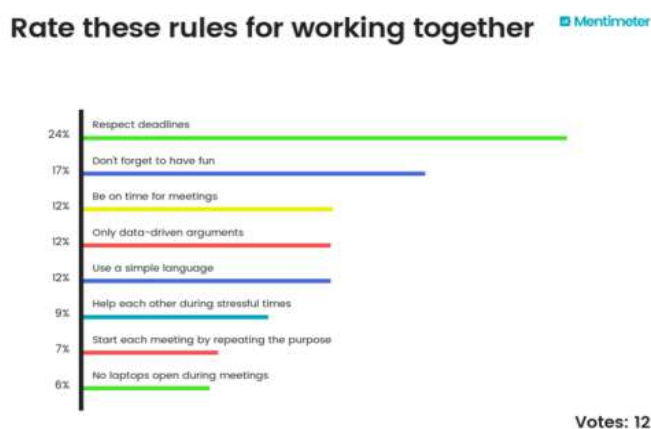 Rate these rules for working together
Mentimeter
Respect deadlines
24%
Don't forget to have fun
17%
Be on time for meetings
12%
Only data-driven arguments
12%
Use a simple language
12%
Help each other during stressful times
9%
Start each meeting by repeating the purpose
7%
No laptops open during meetings
6%
Votes: 12